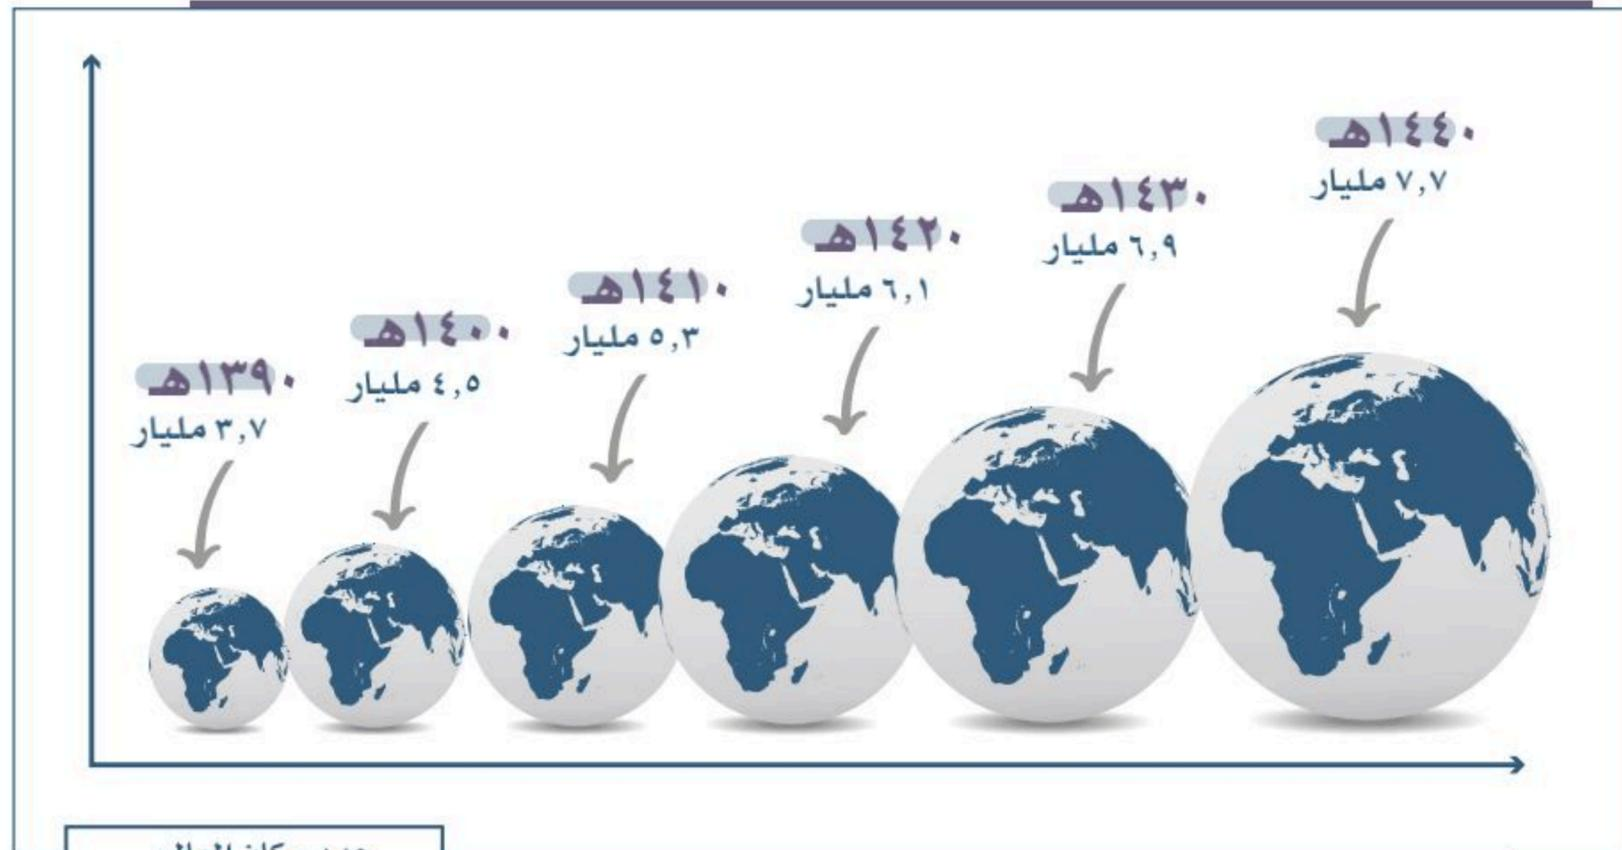 ١٣٩٠هـ
٣,٧ مليار
١٤٠٠هـ
٤,٥ مليار
١٤١٠هـ
٥,٣ مليار
١٤٢٠هـ
٦,١ مليار
١٤٣٠هـ
٦,٩ مليار
١٤٤٠هـ
٧,٧ مليار